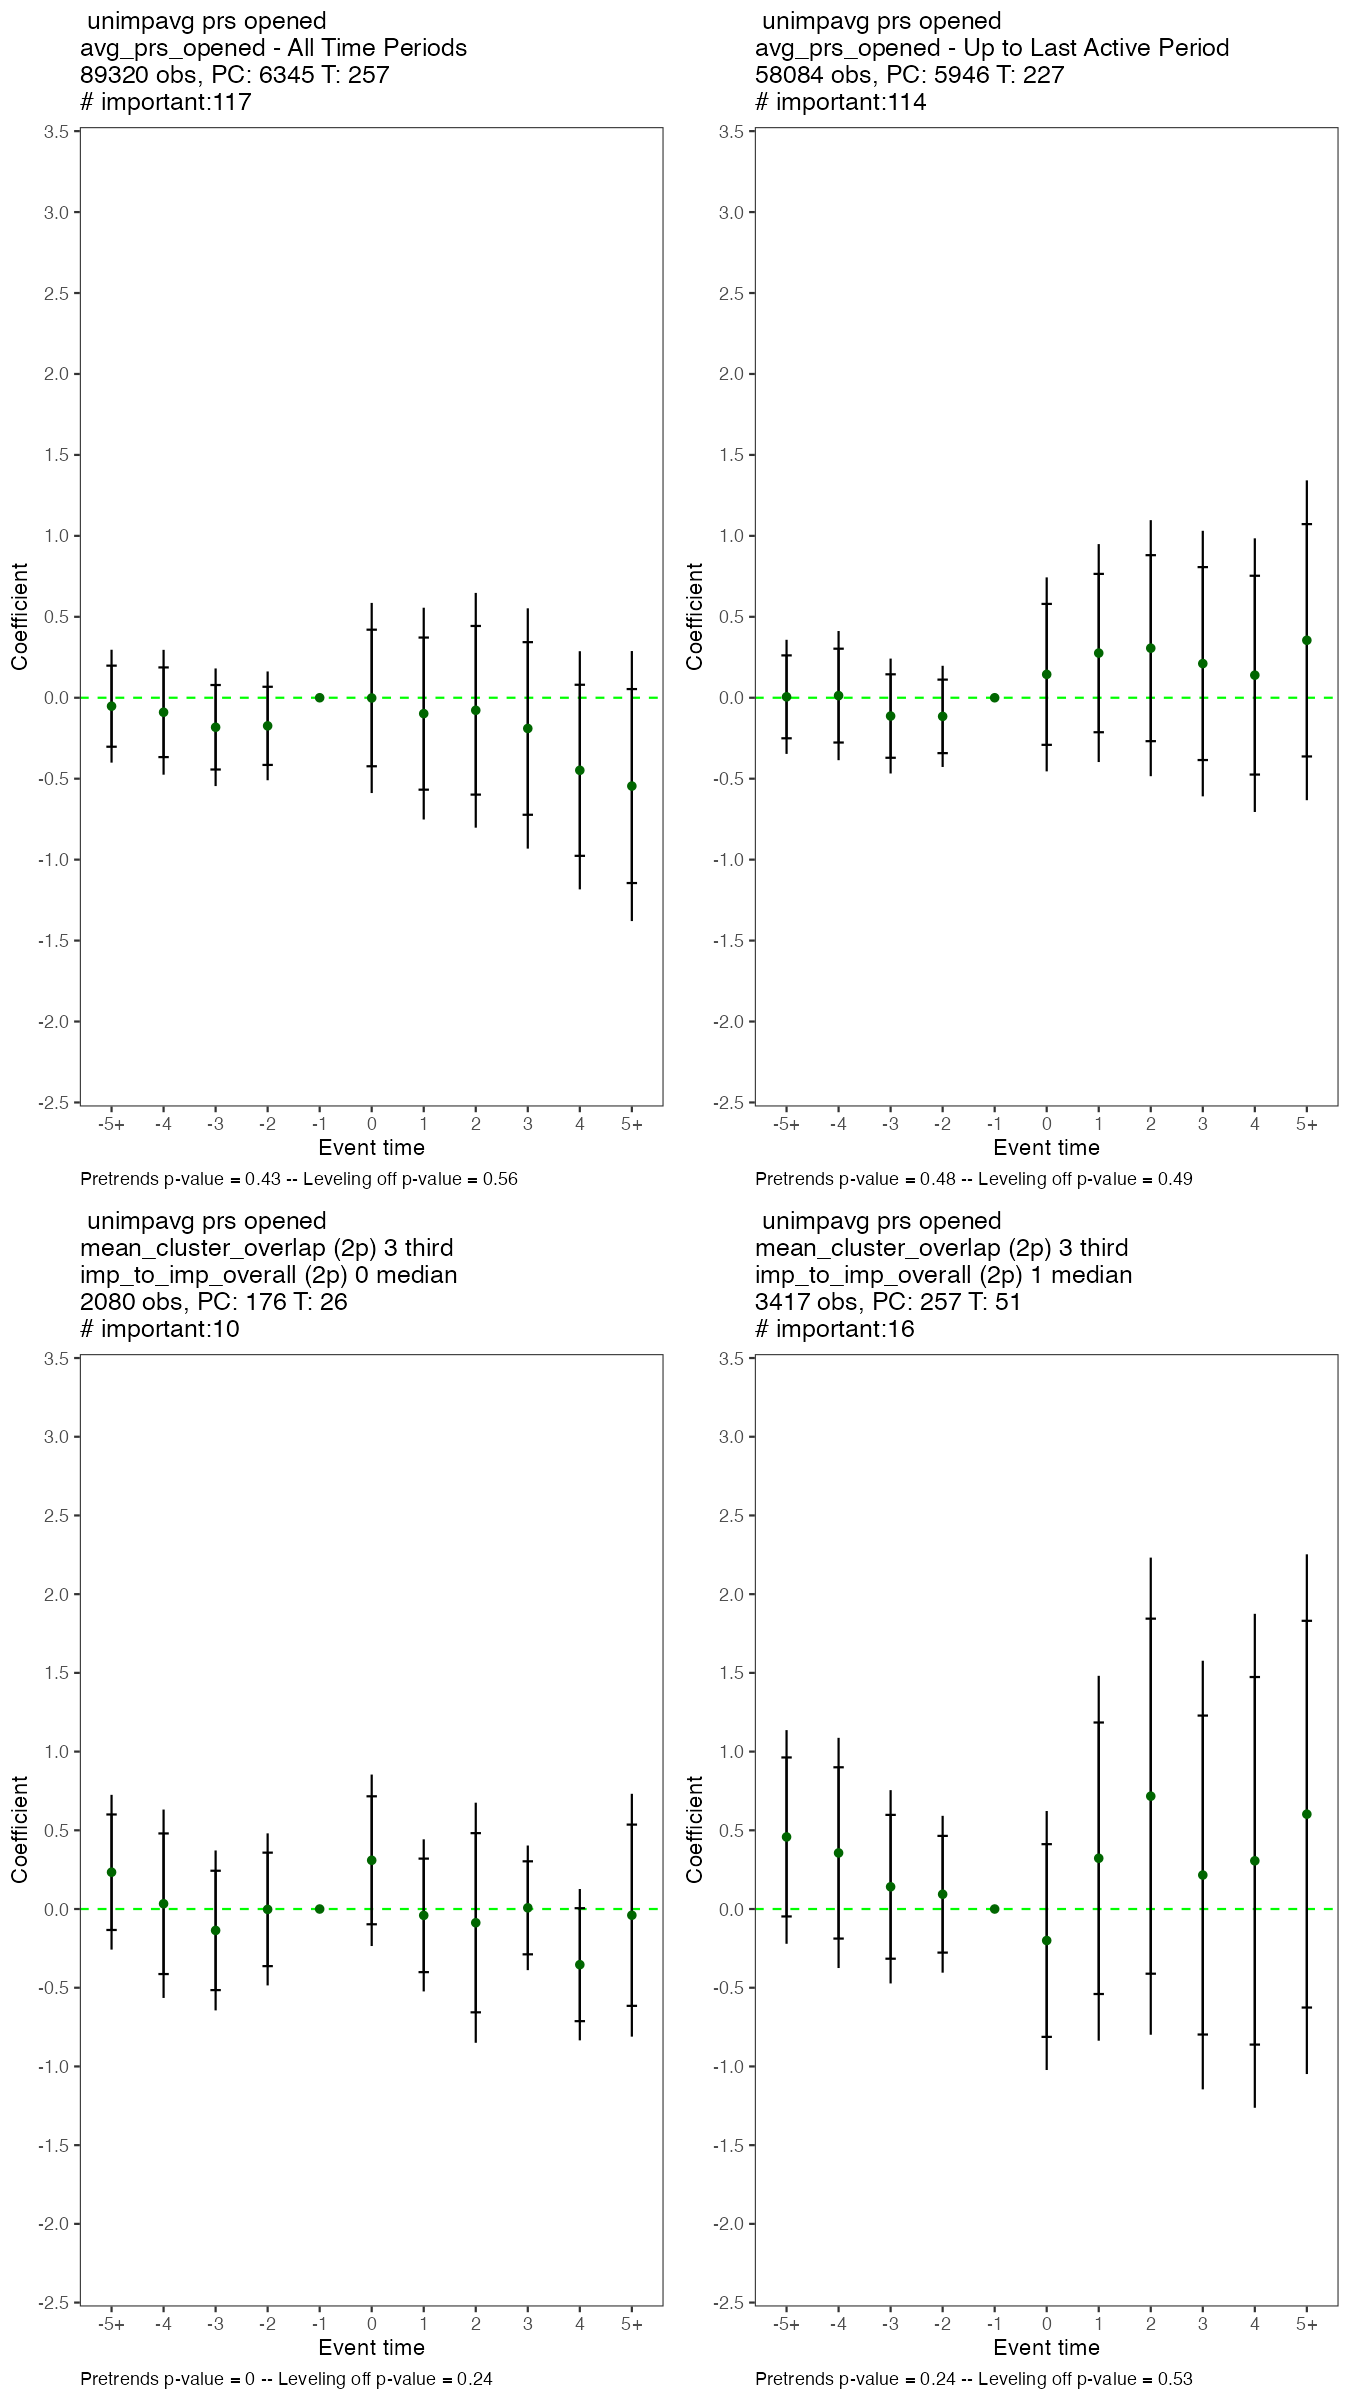 unimpavg prs opened
avg_prs_opened - All Time Periods
89320 obs, PC: 6345 T: 257
# important:117
3.5
3.0
2.5
2.0
1.5
1.0
0.5
0.0
-0.5
-1.0
-1.5
-2.0
-2.5
Coefficient
-5+ -4 -3 -2 -1 0 1 2 3 4 5+
Event time
Pretrends p-value = 0.43 -- Leveling off p-value = 0.56
unimpavg prs opened
avg_prs_opened - Up to Last Active Period
58084 obs, PC: 5946 T: 227
# important:114
3.5
3.0
2.5
2.0
1.5
1.0
0.5
0.0
-0.5
-1.0
-1.5
-2.0
-2.5
Coefficient
-5+ -4 -3 -2 -1 0 1 2 3 4 5+
Event time
Pretrends p-value = 0.48 -- Leveling off p-value = 0.49
unimpavg prs opened
mean_cluster_overlap (2p) 3 third
imp_to_imp_overall (2p) 0 median
2080 obs, PC: 176 T: 26
# important:10
3.5
3.0
2.5
2.0
1.5
1.0
0.5
0.0
-0.5
-1.0
-1.5
-2.0
-2.5
Coefficient
-5+ -4 -3 -2 -1 0 1 2 3 4 5+
Event time
Pretrends p-value = 0 -- Leveling off p-value = 0.24
unimpavg prs opened
mean_cluster_overlap (2p) 3 third
imp_to_imp_overall (2p) 1 median
3417 obs, PC: 257 T: 51
# important:16
3.5
3.0
2.5
2.0
1.5
1.0
0.5
0.0
-0.5
-1.0
-1.5
-2.0
-2.5
Coefficient
-5+ -4 -3 -2 -1 0 1 2 3 4 5+
Event time
Pretrends p-value = 0.24 -- Leveling off p-value = 0.53